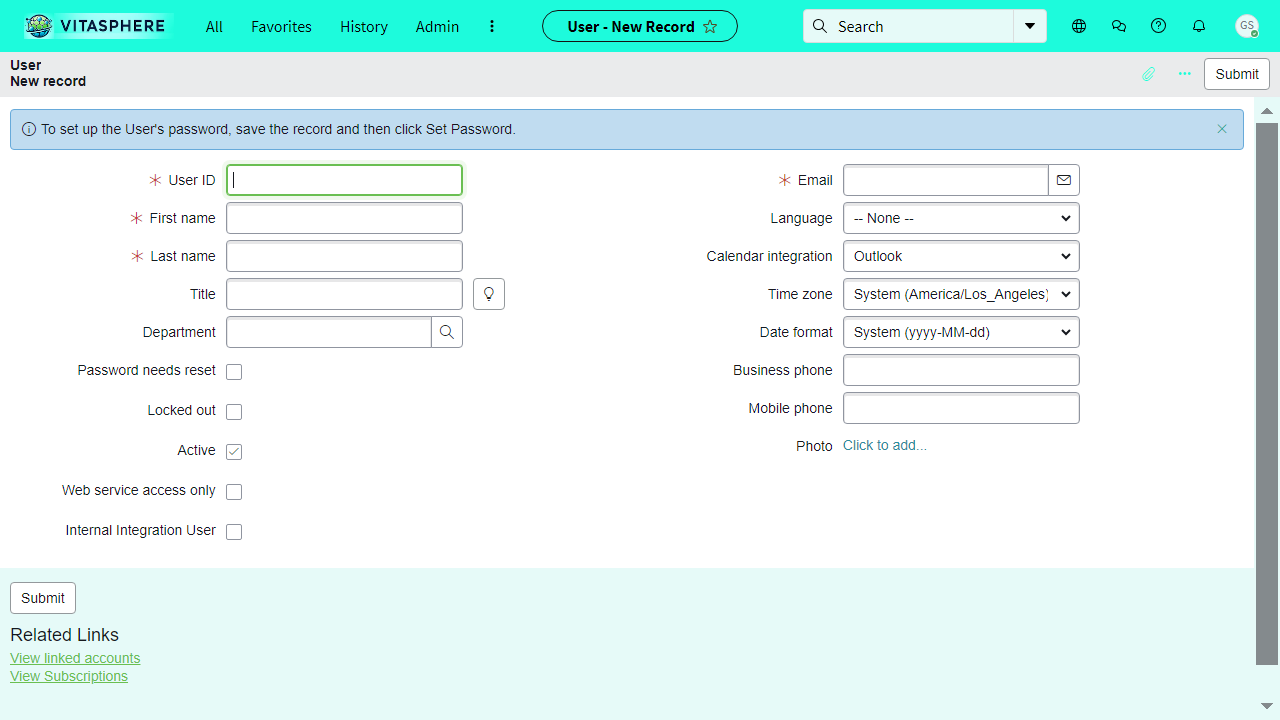 VITASPHERE
All
Favorites
History
Admin
User - New Record
Search
GS
User
New record
Submit
To set up the User's password, save the record and then click Set Password.
User ID
First name
Last name
Title
Department
Password needs reset
Locked out
Active
Web service access only
Internal Integration User
Email
Language
-- None --
Calendar integration
Outlook
Time zone
System (America/Los_Angeles)
Date format
System (yyyy-MM-dd)
Business phone
Mobile phone
Photo
Click to add...
Submit
Related Links
View linked accounts
View Subscriptions